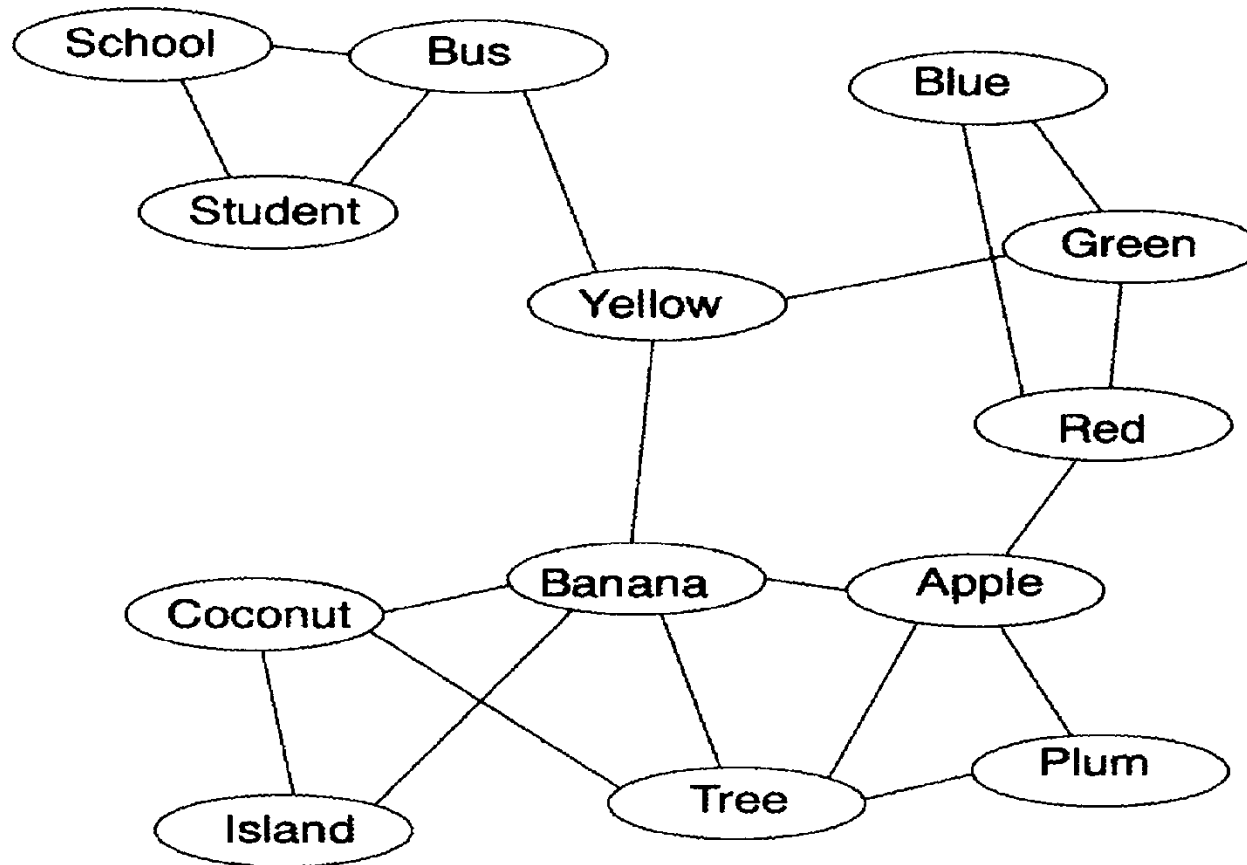 School
Bus
Blue
Student
Green
Yellow
Red
Banana
Apple
Coconut
Plum
Tree
Island